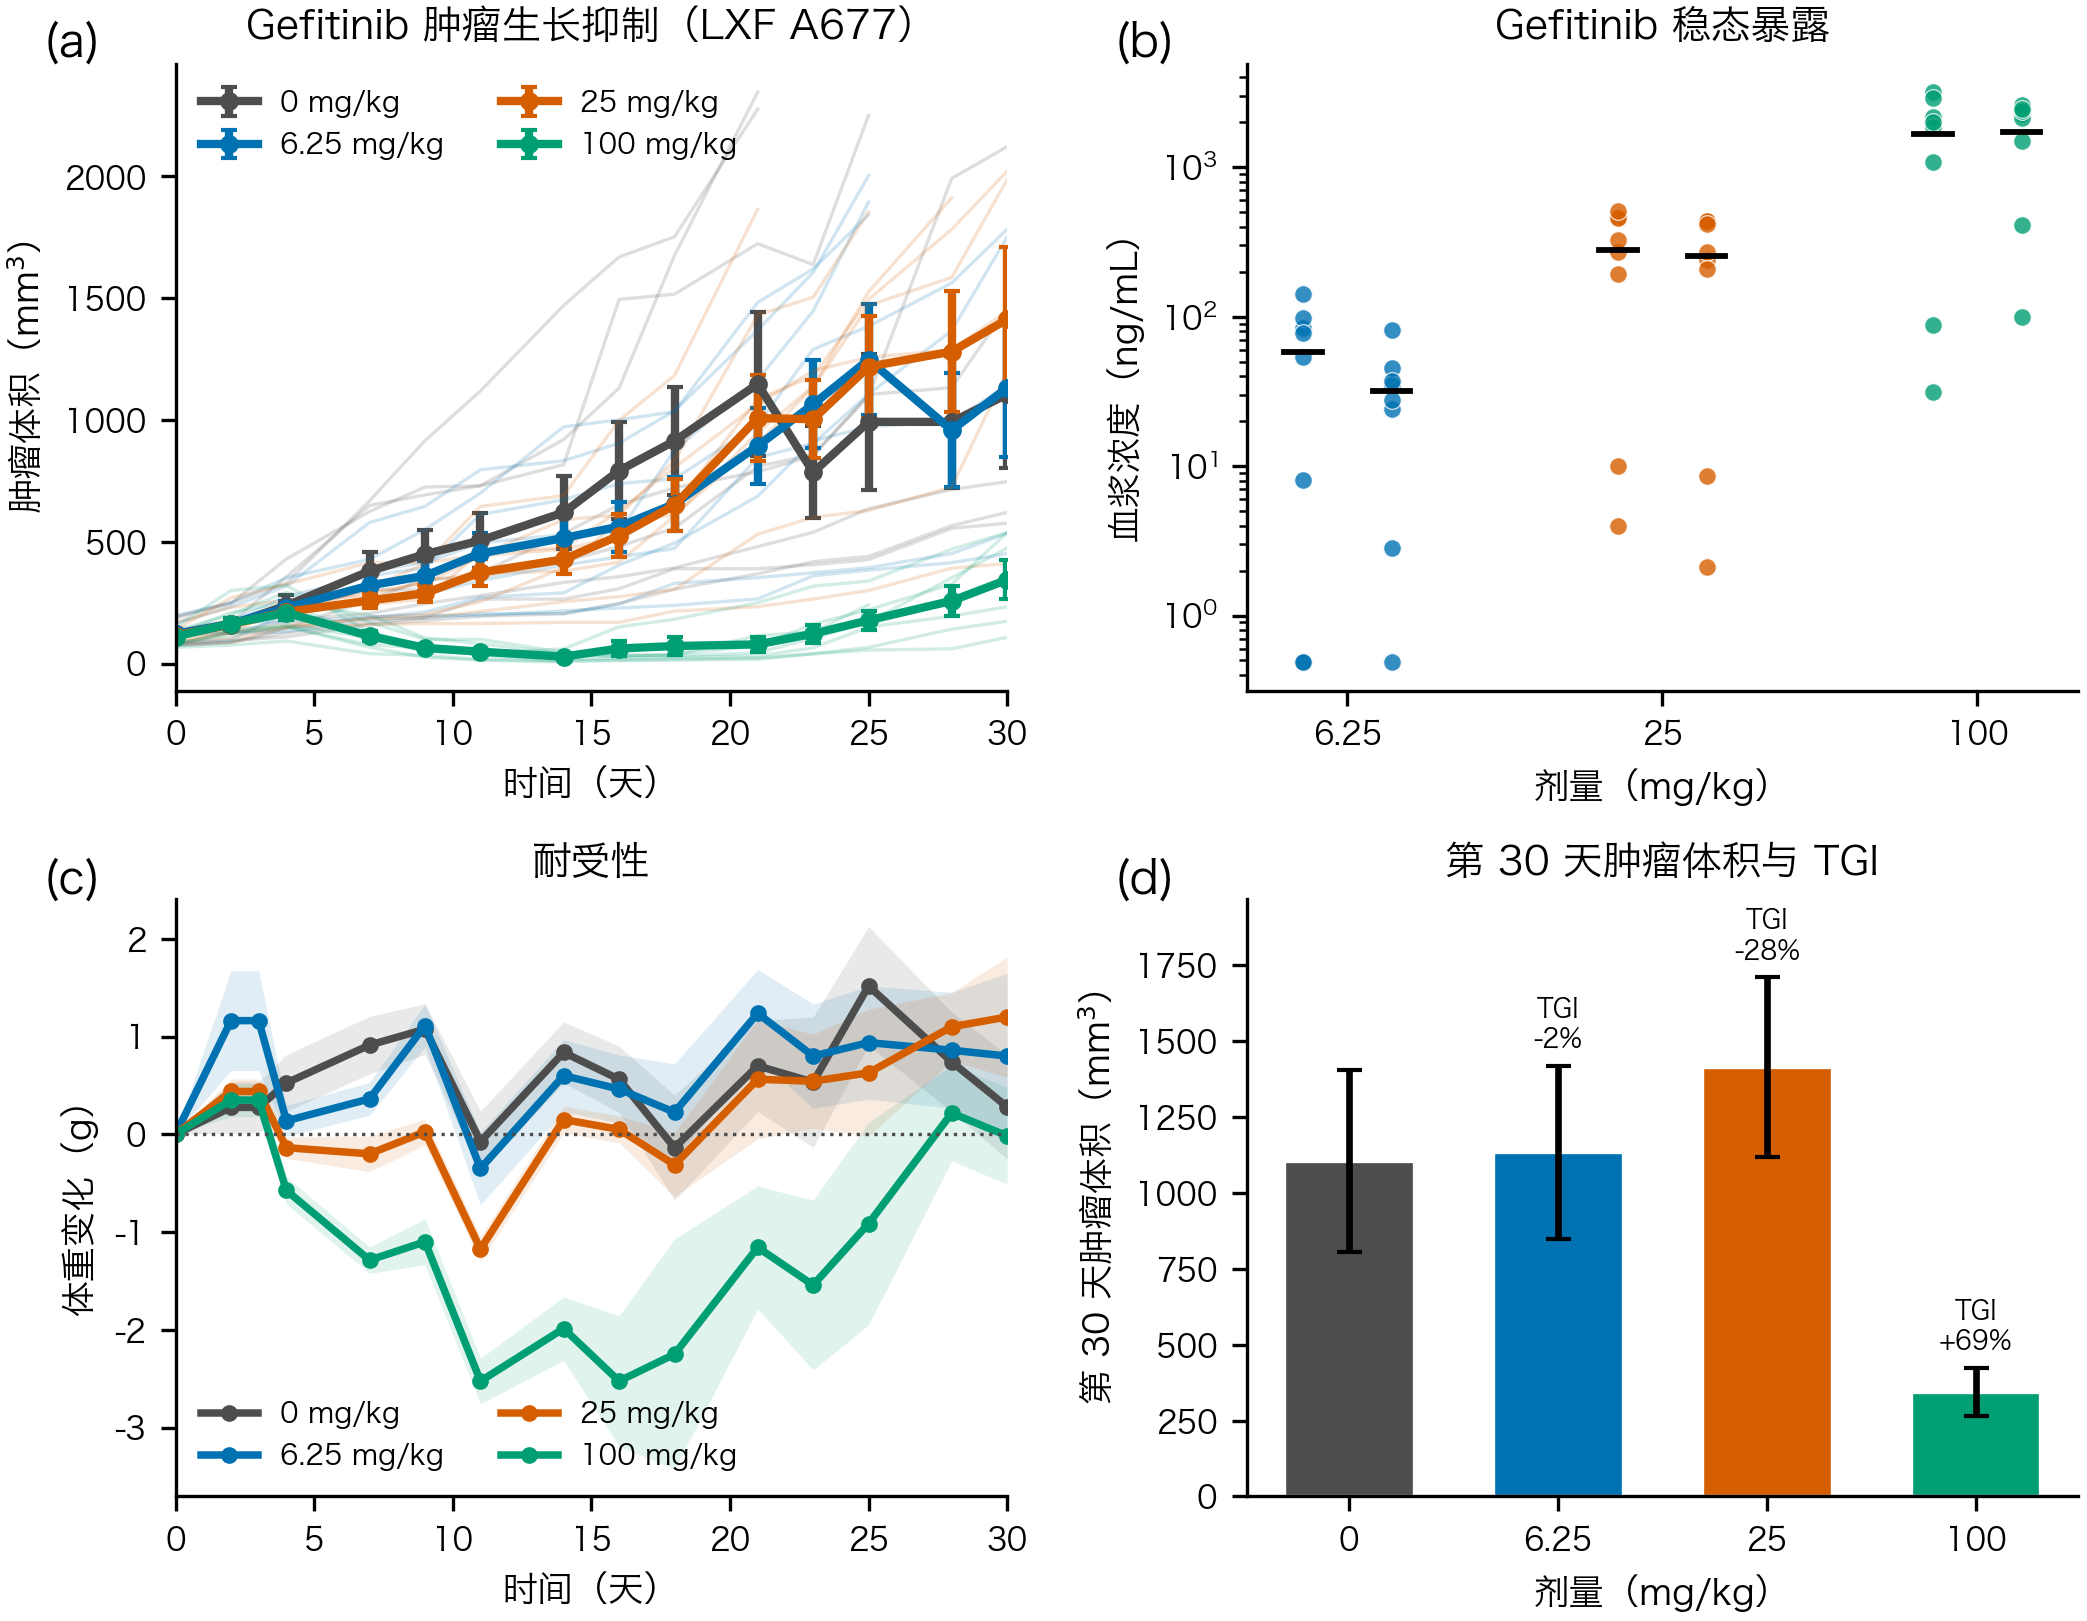 (a)
Gefitinib 肿瘤生长抑制（LXF A677）
0 mg/kg
6.25 mg/kg
25 mg/kg
100 mg/kg
肿瘤体积（mm³）
2000
1500
1000
500
0
0 5 10 15 20 25 30
时间（天）
(b)
Gefitinib 稳态暴露
血浆浓度（ng/mL）
10³
10²
10¹
10⁰
6.25 25 100
剂量（mg/kg）
(c)
耐受性
体重变化（g）
2
1
0
-1
-2
-3
0 mg/kg
6.25 mg/kg
25 mg/kg
100 mg/kg
0 5 10 15 20 25 30
时间（天）
(d)
第 30 天肿瘤体积与 TGI
第 30 天肿瘤体积（mm³）
1750
1500
1250
1000
750
500
250
0
TGI
-2%
TGI
-28%
TGI
+69%
0 6.25 25 100
剂量（mg/kg）